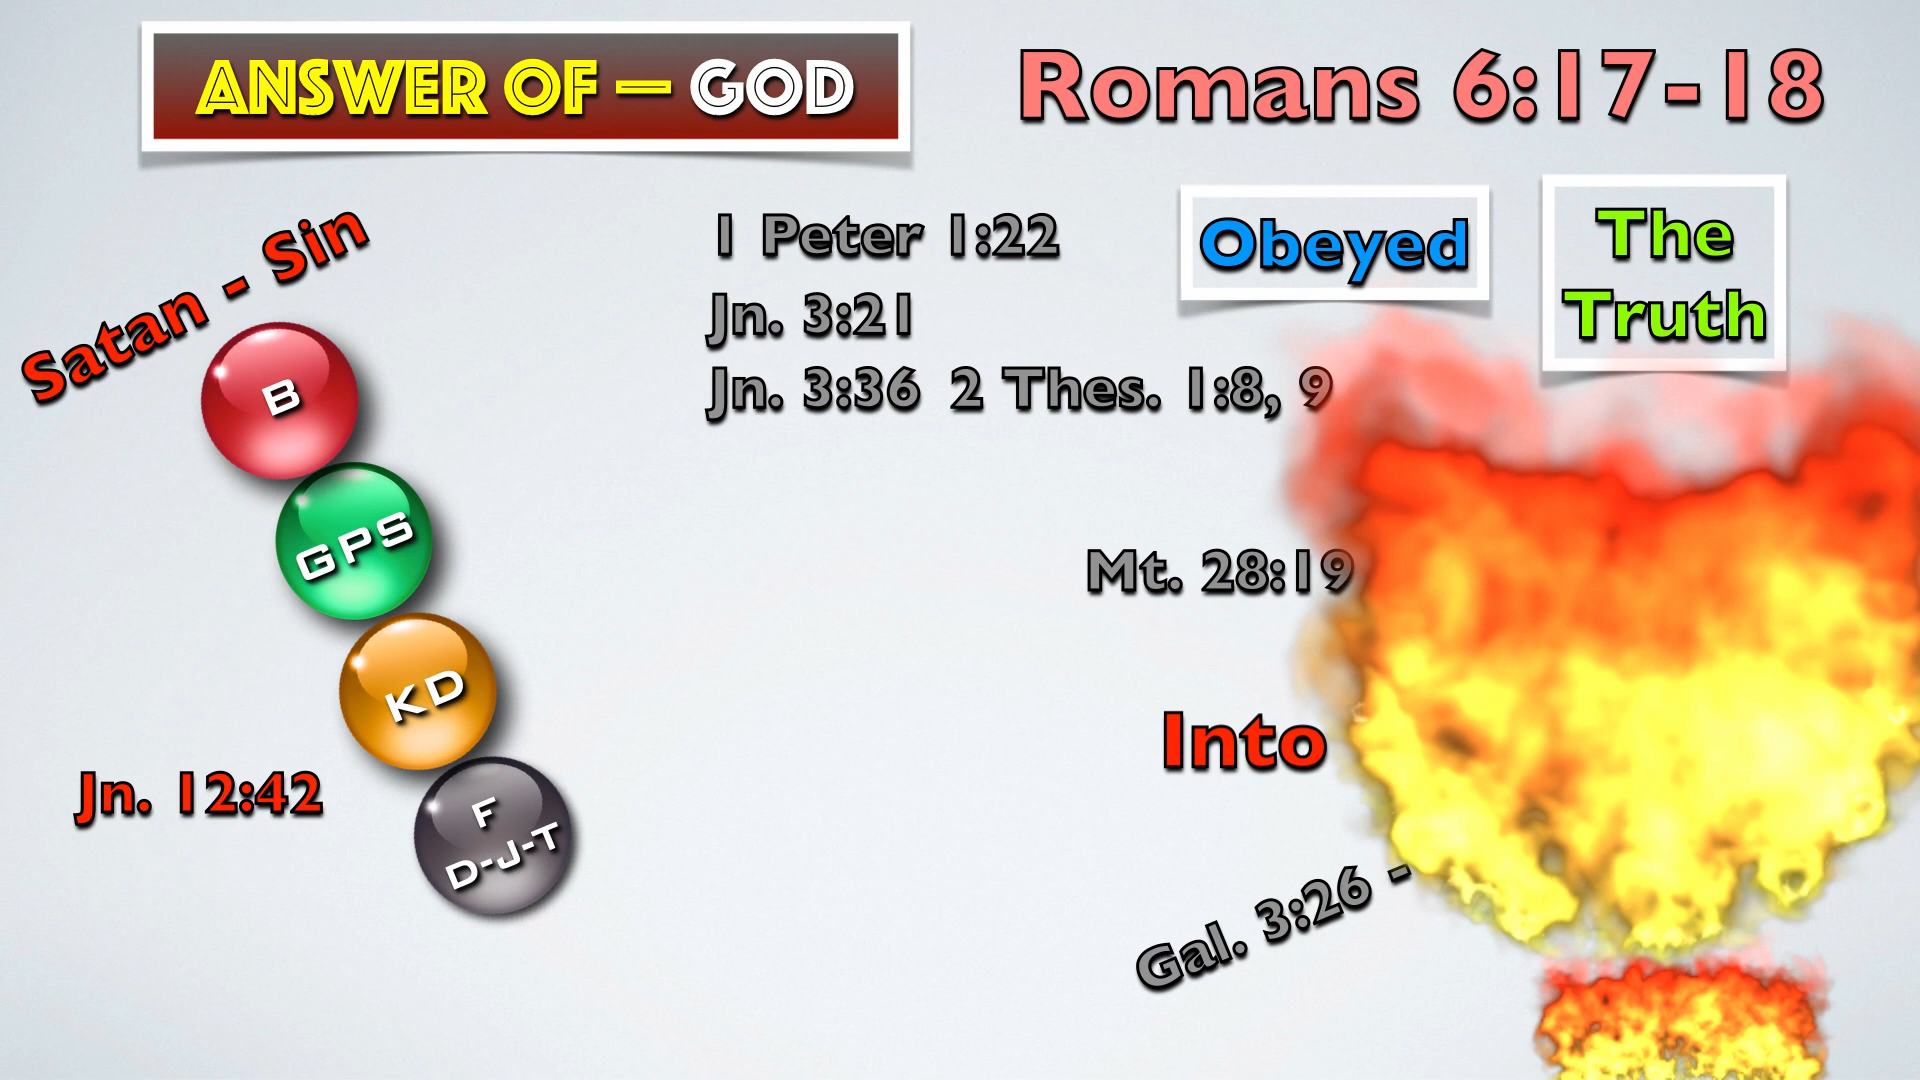 ANSWER OF – GOD
Romans 6:17-18
Satan - Sin
1 Peter 1:22
Obeyed
The
Truth
Jn. 3:21
Jn. 3:36 2 Thes. 1:8, 9
B
GPS
Mt. 28:19
KD
Into
Jn. 12:42
F
D-J-T
Gal. 3:26 -